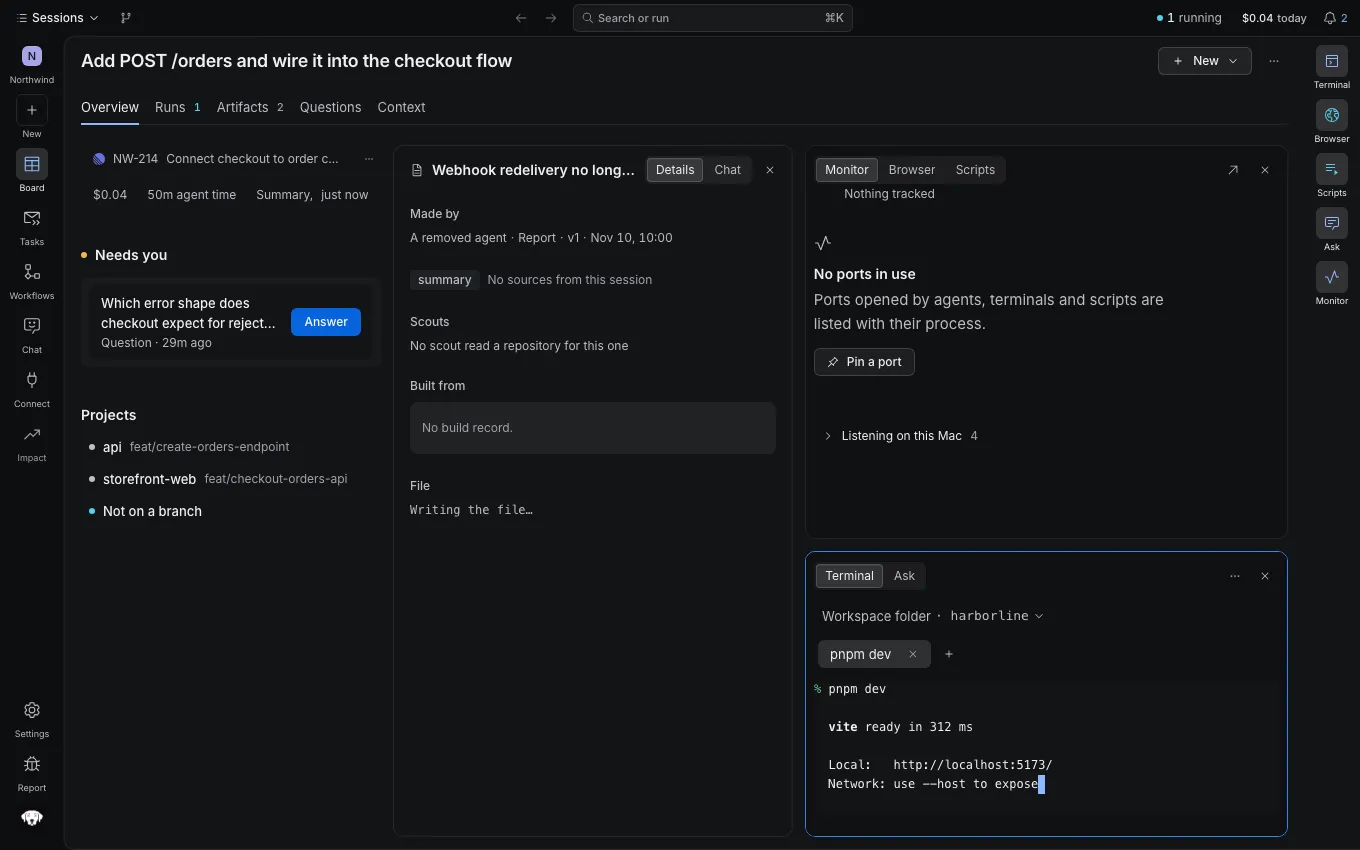 Sessions
Search or run
⌘K
1 running
$0.04 today
2
N
Northwind
New
Board
Tasks
Workflows
Chat
Connect
Impact
Settings
Report
Add POST /orders and wire it into the checkout flow
New
Overview
Runs 1
Artifacts 2
Questions
Context
NW-214 Connect checkout to order c...
$0.04 50m agent time Summary, just now
Needs you
Which error shape does
checkout expect for reject...
Question · 29m ago
Answer
Projects
api feat/create-orders-endpoint
storefront-web feat/checkout-orders-api
Not on a branch
Webhook redelivery no long...
Details
Chat
Made by
A removed agent · Report · v1 · Nov 10, 10:00
summary No sources from this session
Scouts
No scout read a repository for this one
Built from
No build record.
File
Writing the file…
Monitor
Browser
Scripts
Nothing tracked
No ports in use
Ports opened by agents, terminals and scripts are
listed with their process.
Pin a port
Listening on this Mac 4
Terminal
Ask
Workspace folder · harborline
pnpm dev
% pnpm dev
vite ready in 312 ms
Local: http://localhost:5173/
Network: use --host to expose
Terminal
Browser
Scripts
Ask
Monitor